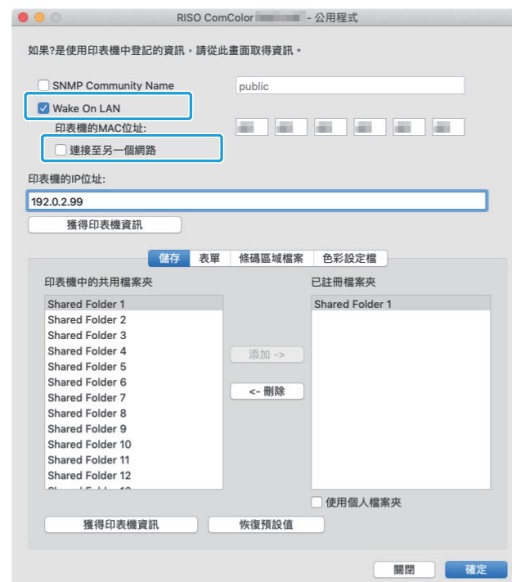 RISO ComColor - 公用程式
如果?是使用印表機中登記的資訊，請從此畫面取得資訊。
SNMP Community Name
public
Wake On LAN
印表機的MAC位址:
連接至另一個網路
印表機的IP位址:
192.0.2.99
獲得印表機資訊
儲存 表單 條碼區域檔案 色彩設定檔
印表機中的共用檔案夾
Shared Folder 1
Shared Folder 2
Shared Folder 3
Shared Folder 4
Shared Folder 5
Shared Folder 6
Shared Folder 7
Shared Folder 8
Shared Folder 9
Shared Folder 10
Shared Folder 11
Shared Folder 12
添加 ->
<- 刪除
已註冊檔案夾
Shared Folder 1
使用個人檔案夾
獲得印表機資訊
恢復預設值
關閉
確定